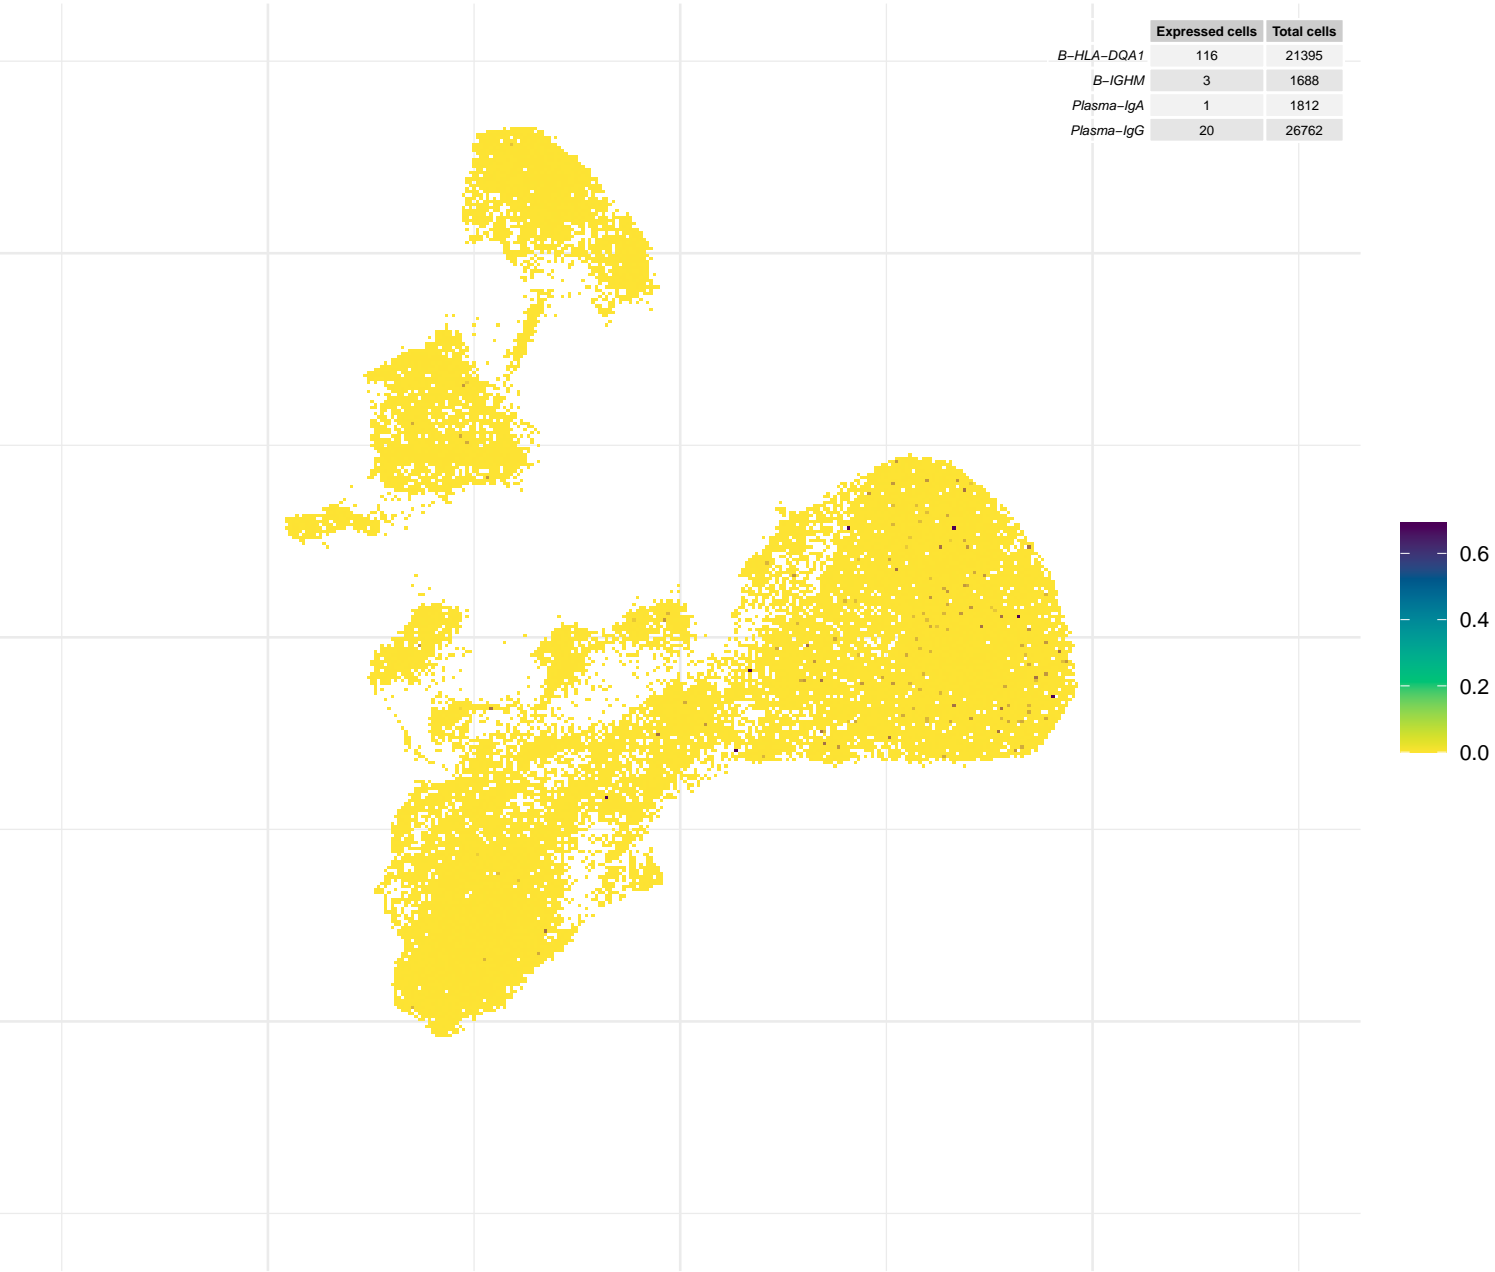 Expressed cells Total cells
B−HLA−DQA1 116 21395
B−IGHM 3 1688
Plasma−IgA 1 1812
Plasma−IgG 20 26762
0.6
0.4
0.2
0.0